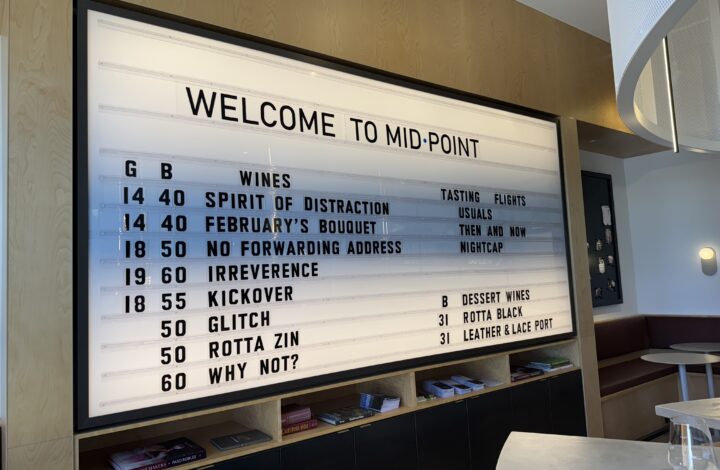 WELCOME TO MID·POINT
G B WINES
14 40 SPIRIT OF DISTRACTION
14 40 FEBRUARY'S BOUQUET
18 50 NO FORWARDING ADDRESS
19 60 IRREVERENCE
18 55 KICKOVER
50 GLITCH
50 ROTTA ZIN
60 WHY NOT?
TASTING FLIGHTS
USUALS
THEN AND NOW
NIGHTCAP
B DESSERT WINES
31 ROTTA BLACK
31 LEATHER & LACE PORT